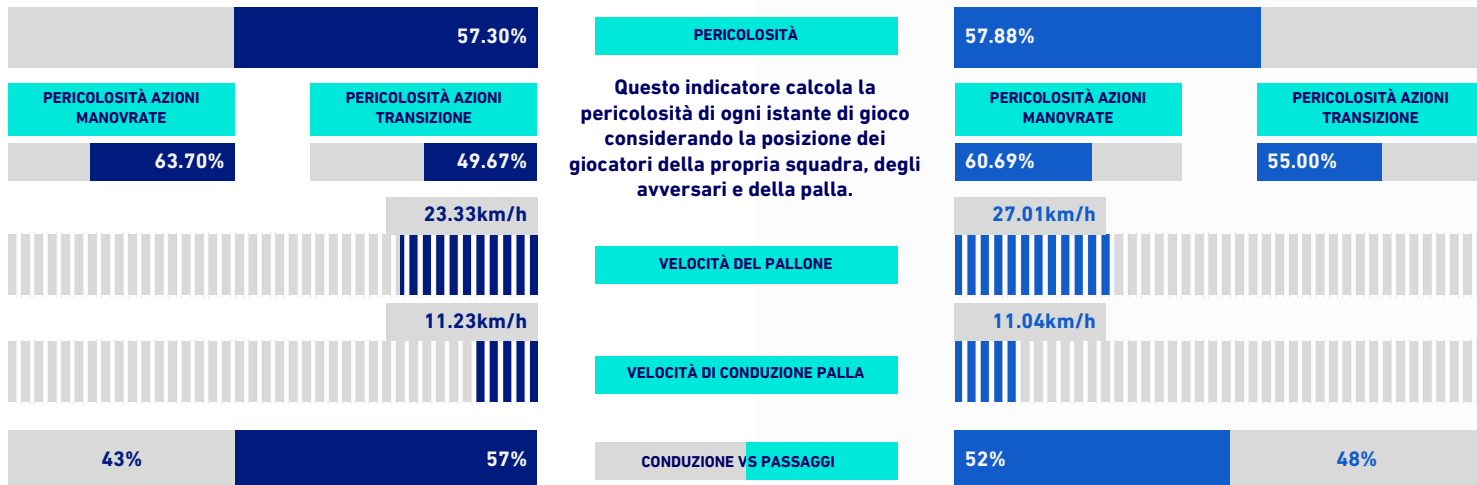 57.30%
PERICOLOSITÀ
57.88%
PERICOLOSITÀ AZIONI
MANOVRATE
PERICOLOSITÀ AZIONI
TRANSIZIONE
63.70%
49.67%
Questo indicatore calcola la
pericolosità di ogni istante di gioco
considerando la posizione dei
giocatori della propria squadra, degli
avversari e della palla.
PERICOLOSITÀ AZIONI
MANOVRATE
PERICOLOSITÀ AZIONI
TRANSIZIONE
60.69%
55.00%
23.33km/h
VELOCITÀ DEL PALLONE
27.01km/h
11.23km/h
VELOCITÀ DI CONDUZIONE PALLA
11.04km/h
43%
57%
CONDUZIONE VS PASSAGGI
52%
48%